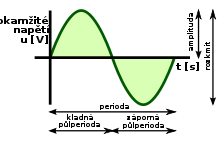 okamžité
napětí
u [V]
t [s]
amplituda
rozkmit
perioda
kladná
půlperioda
záporná
půlperioda